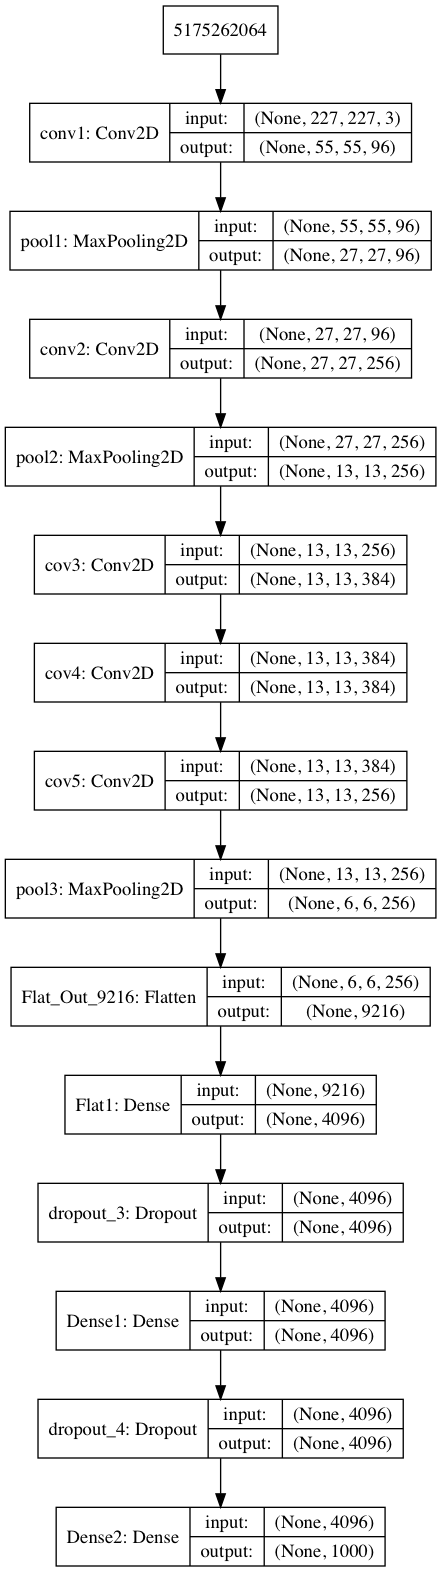 5175262064
conv1: Conv2D
input: (None, 227, 227, 3)
output: (None, 55, 55, 96)
pool1: MaxPooling2D
input: (None, 55, 55, 96)
output: (None, 27, 27, 96)
conv2: Conv2D
input: (None, 27, 27, 96)
output: (None, 27, 27, 256)
pool2: MaxPooling2D
input: (None, 27, 27, 256)
output: (None, 13, 13, 256)
cov3: Conv2D
input: (None, 13, 13, 256)
output: (None, 13, 13, 384)
cov4: Conv2D
input: (None, 13, 13, 384)
output: (None, 13, 13, 384)
cov5: Conv2D
input: (None, 13, 13, 384)
output: (None, 13, 13, 256)
pool3: MaxPooling2D
input: (None, 13, 13, 256)
output: (None, 6, 6, 256)
Flat_Out_9216: Flatten
input: (None, 6, 6, 256)
output: (None, 9216)
Flat1: Dense
input: (None, 9216)
output: (None, 4096)
dropout_3: Dropout
input: (None, 4096)
output: (None, 4096)
Dense1: Dense
input: (None, 4096)
output: (None, 4096)
dropout_4: Dropout
input: (None, 4096)
output: (None, 4096)
Dense2: Dense
input: (None, 4096)
output: (None, 1000)